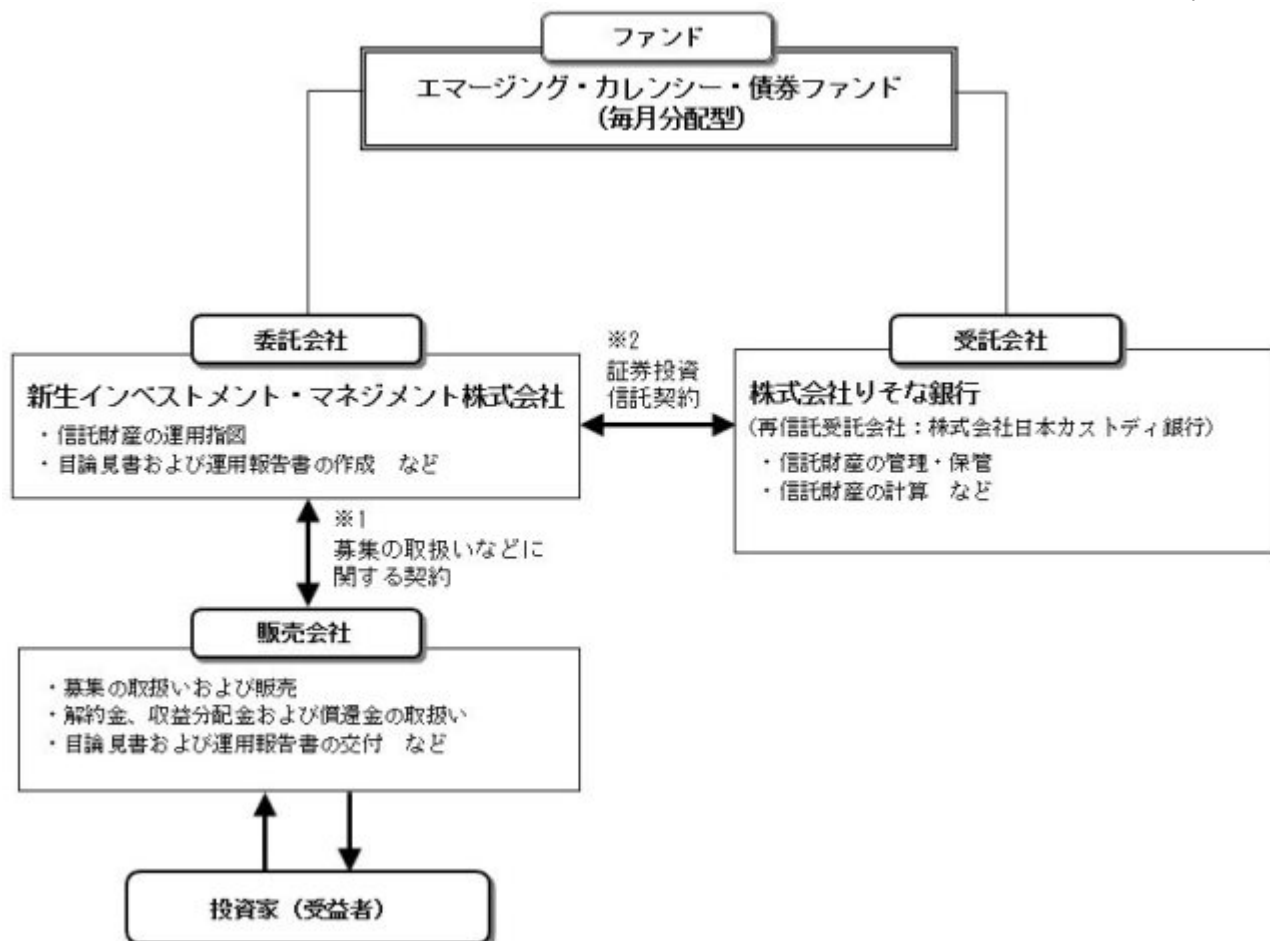 ファンド
エマージング・カレンシー・債券ファンド
(毎月分配型)
委託会社
新生インベストメント・マネジメント株式会社
・信託財産の運用指図
・目論見書および運用報告書の作成　など
※2
証券投資
信託契約
受託会社
株式会社りそな銀行
(再信託受託会社：株式会社日本カストディ銀行)
・信託財産の管理・保管
・信託財産の計算　など
※1
募集の取扱いなどに
関する契約
販売会社
・募集の取扱いおよび販売
・解約金、収益分配金および償還金の取扱い
・目論見書および運用報告書の交付　など
投資家（受益者）